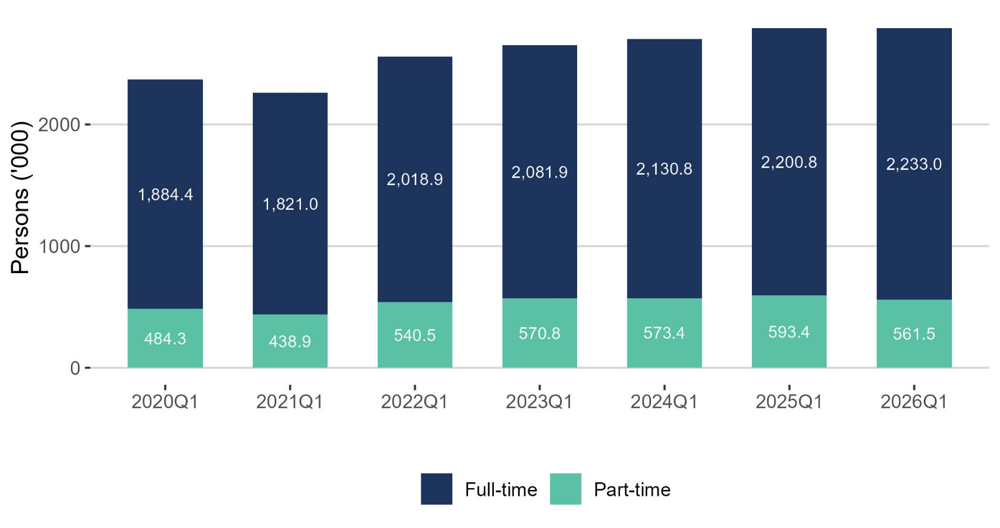 Persons ('000)
2000
1000
0
1,884.4
1,821.0
2,018.9
2,081.9
2,130.8
2,200.8
2,233.0
484.3
438.9
540.5
570.8
573.4
593.4
561.5
2020Q1
2021Q1
2022Q1
2023Q1
2024Q1
2025Q1
2026Q1
Full-time
Part-time